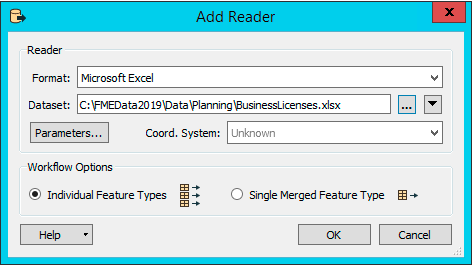 Add Reader
x
Reader
Format: Microsoft Excel
Dataset: C:\FMEData2019\Data\Planning\BusinessLicenses.xlsx ...
Parameters... Coord. System: Unknown
Workflow Options
Individual Feature Types Single Merged Feature Type
Help OK Cancel